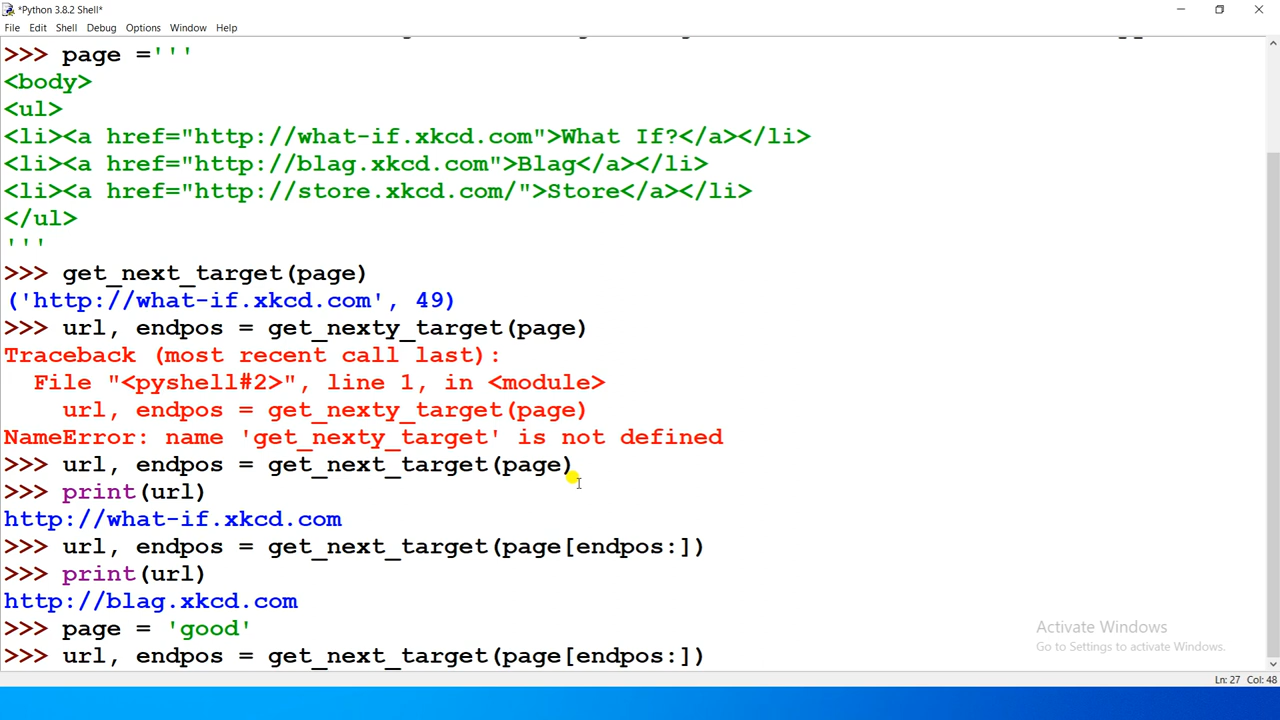 *Python 3.8.2 Shell*
File Edit Shell Debug Options Window Help
>>> page ='''
<body>
<ul>
<li><a href="http://what-if.xkcd.com">What If?</a></li>
<li><a href="http://blag.xkcd.com">Blag</a></li>
<li><a href="http://store.xkcd.com/">Store</a></li>
</ul>
'''
>>> get_next_target(page)
('http://what-if.xkcd.com', 49)
>>> url, endpos = get_nexty_target(page)
Traceback (most recent call last):
  File "<pyshell#2>", line 1, in <module>
    url, endpos = get_nexty_target(page)
NameError: name 'get_nexty_target' is not defined
>>> url, endpos = get_next_target(page)
>>> print(url)
http://what-if.xkcd.com
>>> url, endpos = get_next_target(page[endpos:])
>>> print(url)
http://blag.xkcd.com
>>> page = 'good'
>>> url, endpos = get_next_target(page[endpos:])
Activate Windows
Go to Settings to activate Windows.
Ln: 27 Col: 48